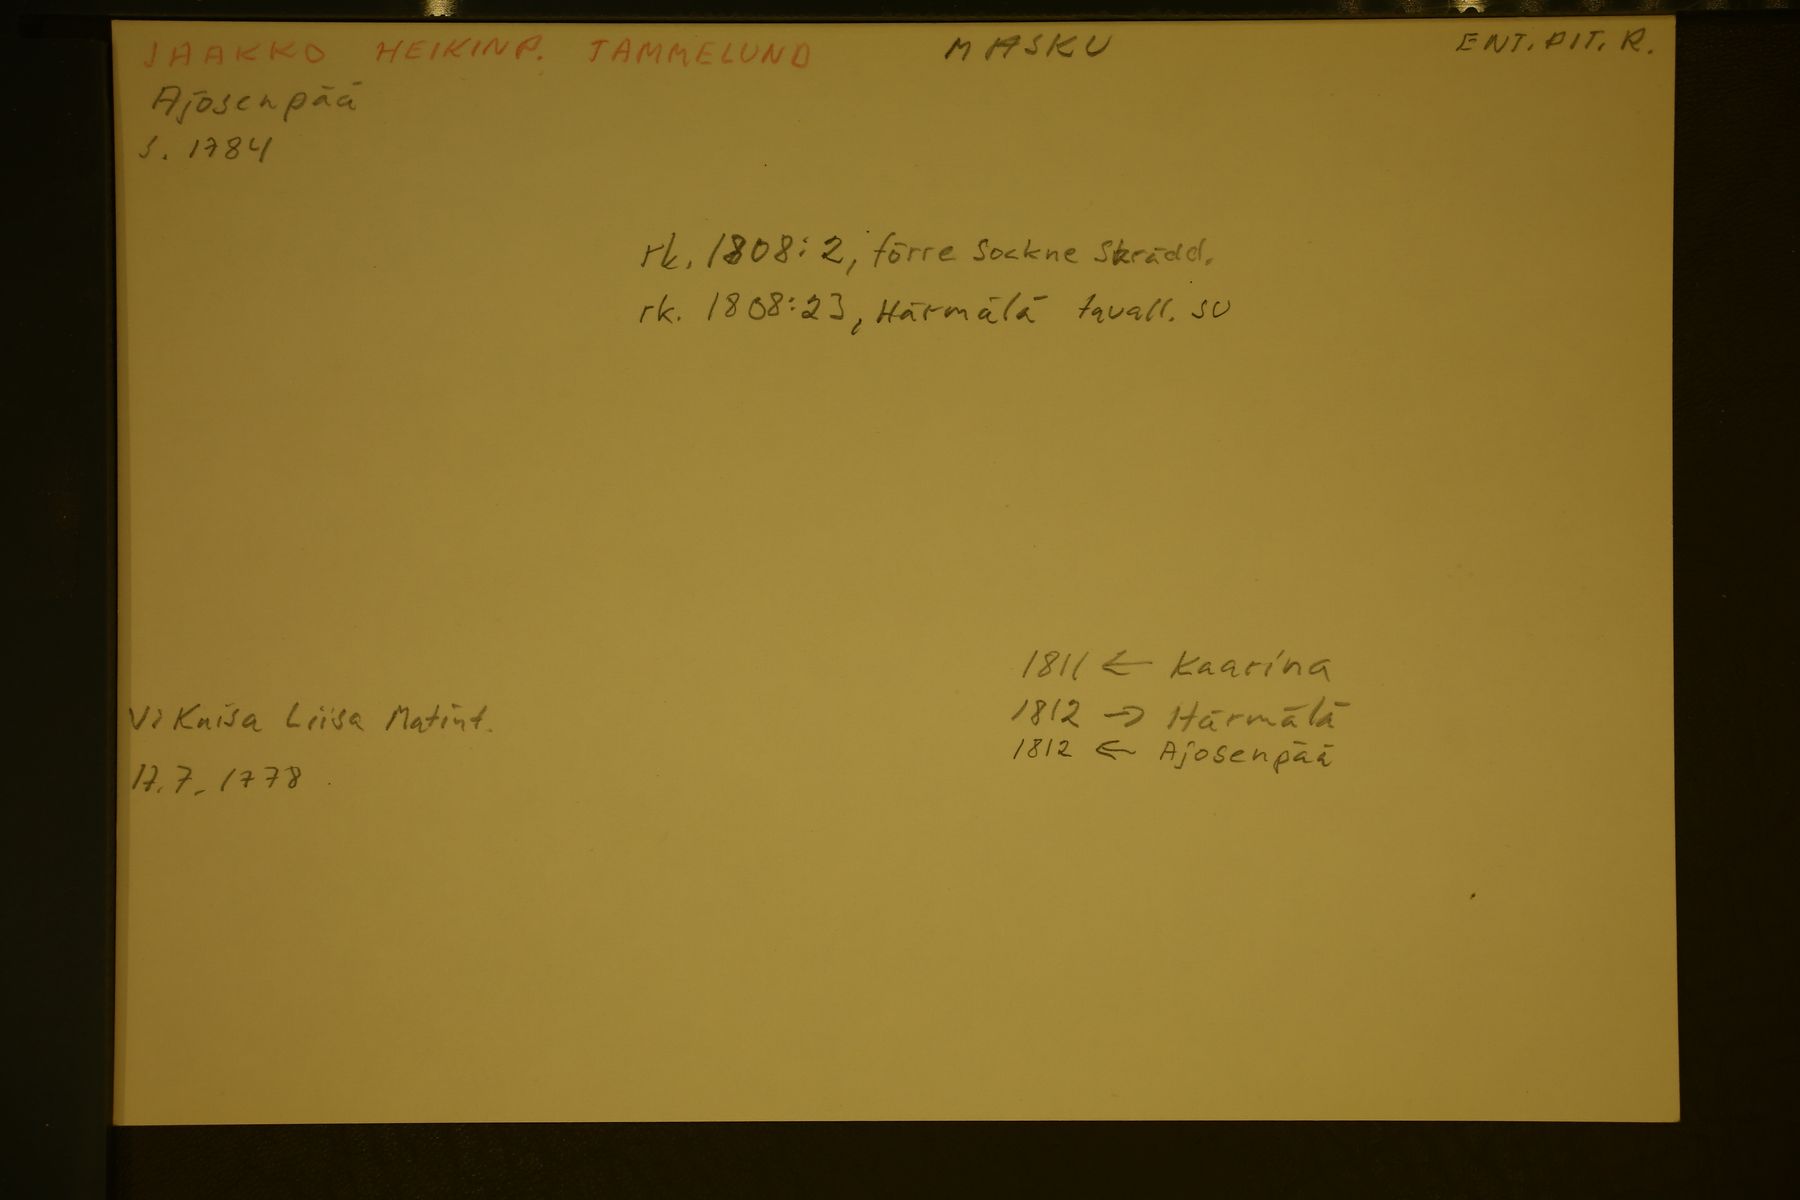 JAAKKO HEIKINP. TAMMELUND MASKU ENT. PIT. R.
Ajosenpää
s. 1784
rk. 1808:2, förre Sockne Skrädd.
rk. 1808:23, Härmälä tavall. su
1811 ← Kaarina
Vi Kaisa Liisa Matint. 1812 → Härmälä
1812 ← Ajosenpää
17.7.1778